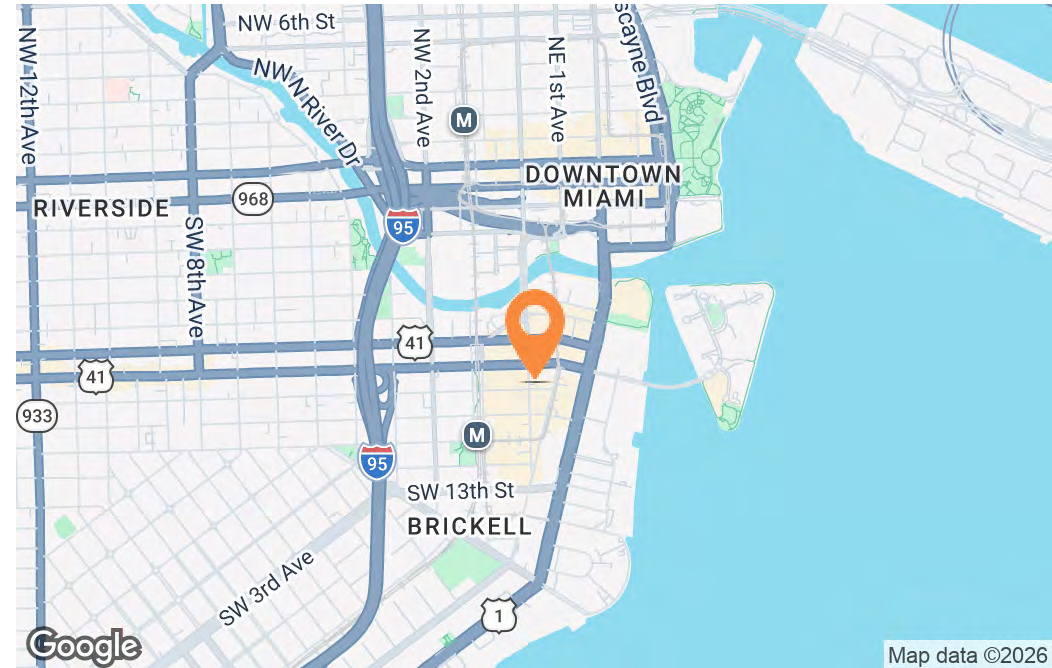 NW 6th St
scayne Blvd
NW 12th Ave
NW 2nd Ave
NE 1st Ave
NW N River Dr
M
DOWNTOWN
MIAMI
968
RIVERSIDE
95
SW 8th Ave
41
41
933
M
95
SW 13th St
BRICKELL
SW 3rd Ave
1
Google
Map data ©2026